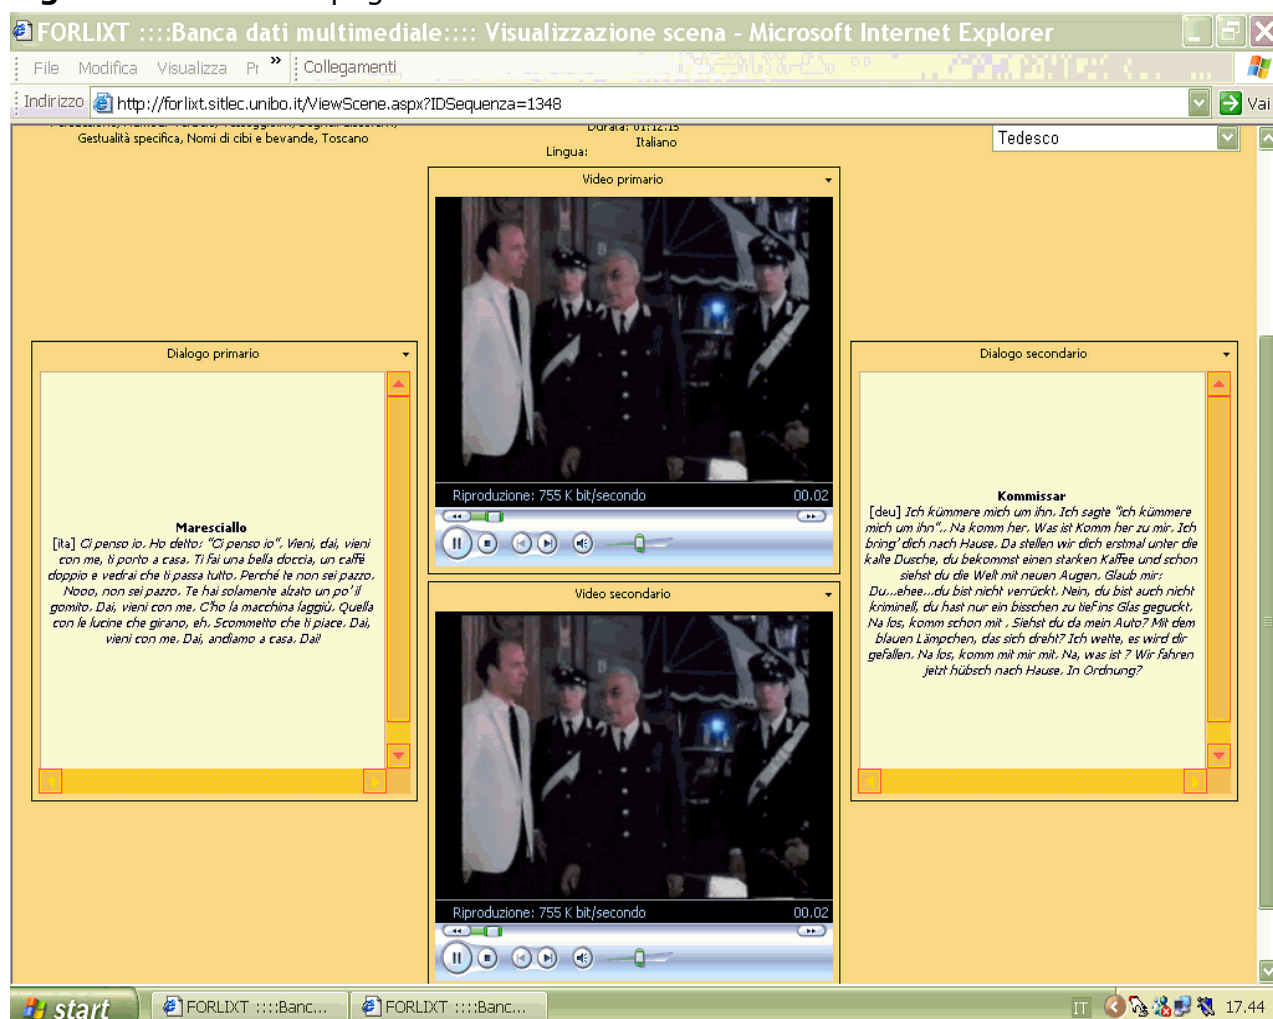 FORLIXT ::::Banca dati multimediale:::: Visualizzazione scena - Microsoft Internet Explorer
File Modifica Visualizza Pr » Collegamenti
Indirizzo http://forlixt.sitlec.unibo.it/ViewScene.aspx?IDSequenza=1348 Vai
Gestualità specifica, Nomi di cibi e bevande, Toscano
Durata: 01:12:15
Lingua: Italiano
Tedesco
Video primario
Riproduzione: 755 K bit/secondo 00.02
Dialogo primario
Maresciallo
[ita] Ci penso io. Ho detto: "Ci penso io". Vieni, dai, vieni
con me, ti porto a casa. Ti fai una bella doccia, un caffè
doppio e vedrai che ti passa tutto. Perché te non sei pazzo.
Nooo, non sei pazzo. Te hai solamente alzato un po' il
gomito. Dai, vieni con me. C'ho la macchina laggiù. Quella
con le lucine che girano, eh. Scommetto che ti piace. Dai,
vieni con me. Dai, andiamo a casa. Dai!
Dialogo secondario
Kommissar
[deu] Ich kümmere mich um ihn. Ich sagte "ich kümmere
mich um ihn".. Na komm her. Was ist Komm her zu mir. Ich
bring' dich nach Hause. Da stellen wir dich erstmal unter die
kalte Dusche, du bekommst einen starken Kaffee und schon
siehst du die Welt mit neuen Augen. Glaub mir:
Du...ehee...du bist nicht verrückt. Nein, du bist auch nicht
kriminell, du hast nur ein bisschen zu tief ins Glas geguckt.
Na los, komm schon mit . Siehst du da mein Auto? Mit dem
blauen Lämpchen, das sich dreht? Ich wette, es wird dir
gefallen. Na los, komm mit mir mit. Na, was ist ? Wir fahren
jetzt hübsch nach Hause. In Ordnung?
Video secondario
Riproduzione: 755 K bit/secondo 00.02
start FORLIXT ::::Banc... FORLIXT ::::Banc... IT 17.44